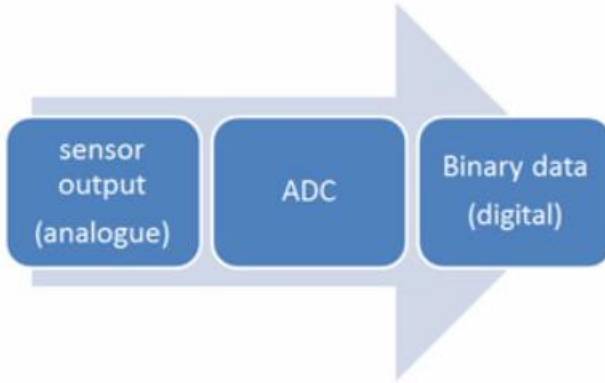 sensor
output
(analogue)
ADC
Binary data
(digital)